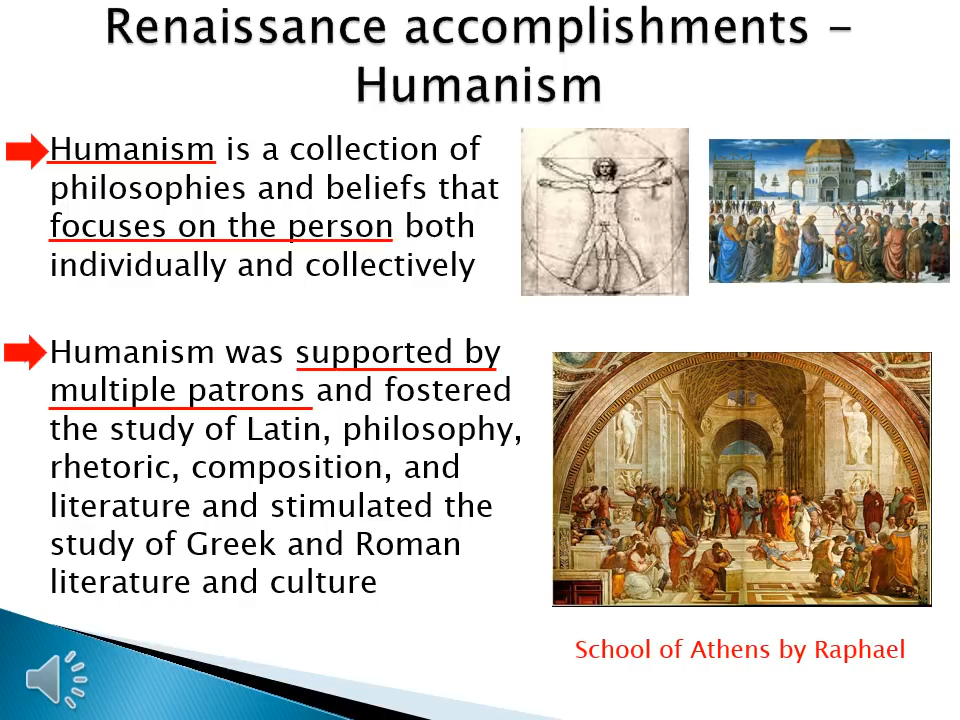 Renaissance accomplishments -
Humanism
Humanism is a collection of
philosophies and beliefs that
focuses on the person both
individually and collectively
Humanism was supported by
multiple patrons and fostered
the study of Latin, philosophy,
rhetoric, composition, and
literature and stimulated the
study of Greek and Roman
literature and culture
School of Athens by Raphael